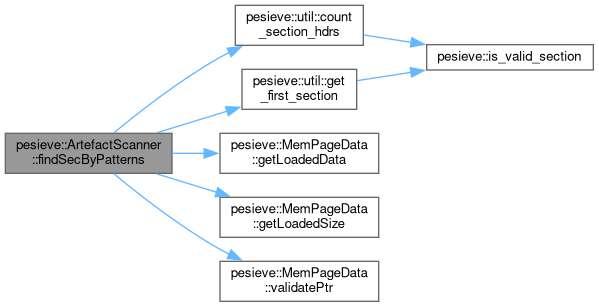 pesieve::util::count
_section_hdrs
pesieve::is_valid_section
pesieve::util::get
_first_section
pesieve::ArtefactScanner
::findSecByPatterns
pesieve::MemPageData
::getLoadedData
pesieve::MemPageData
::getLoadedSize
pesieve::MemPageData
::validatePtr